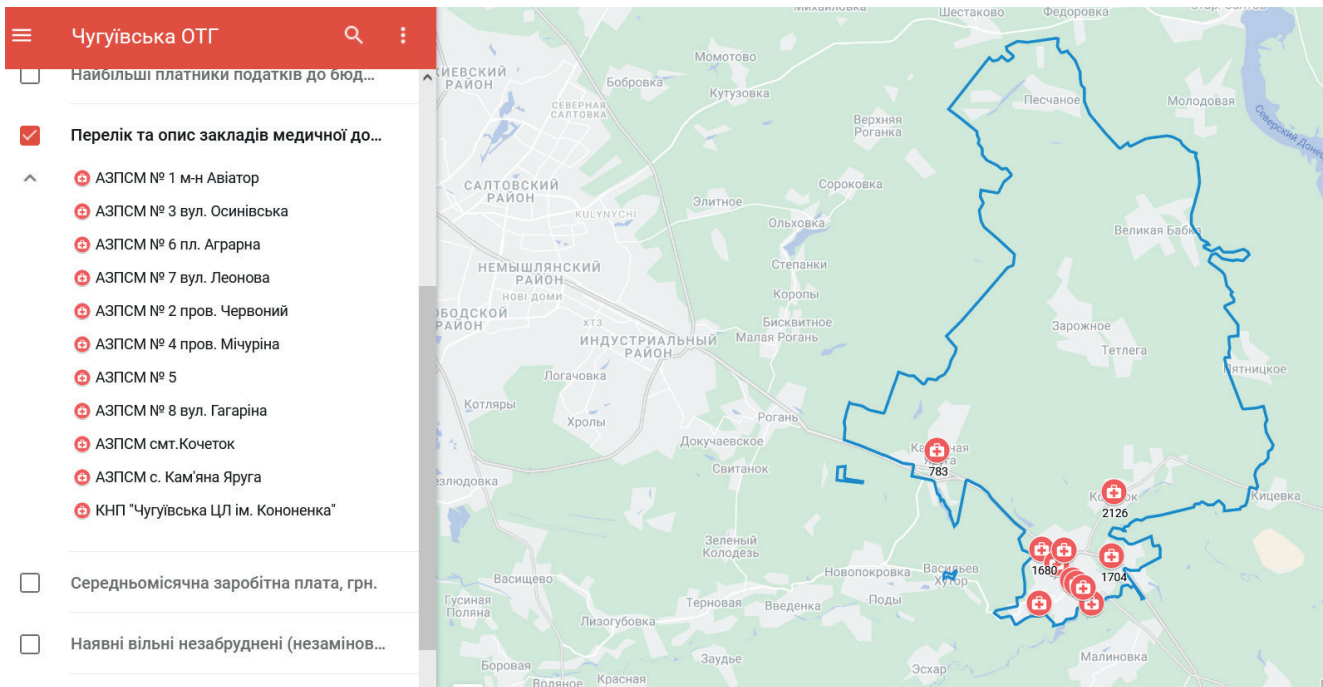 Чугуївська ОТГ
Найбільші платники податків до бюд...
Перелік та опис закладів медичної до...
АЗПСМ № 1 м-н Авіатор
АЗПСМ № 3 вул. Осинівська
АЗПСМ № 6 пл. Аграрна
АЗПСМ № 7 вул. Леонова
АЗПСМ № 2 пров. Червоний
АЗПСМ № 4 пров. Мічуріна
АЗПСМ № 5
АЗПСМ № 8 вул. Гагаріна
АЗПСМ смт.Кочеток
АЗПСМ с. Кам'яна Яруга
КНП "Чугуївська ЦЛ ім. Кононенка"
Середньомісячна заробітна плата, грн.
Наявні вільні незабруднені (незамінов...
Шестаково
Федоровка
Момотово
КИЕВСКИЙ
РАЙОН
Бобровка
Кутузовка
СЕВЕРНАЯ
САЛТОВКА
Песчаное
Молодовая
Верхняя
Роганка
Северский Донец
САЛТОВСКИЙ
РАЙОН
Сороковка
Элитное
KULYNYCHI
Ольховка
Великая Бабка
НЕМЫШЛЯНСКИЙ
РАЙОН
Степанки
НОВІ ДОМИ
Коропы
ХТЗ
Бисквитное
Зарожное
ИНДУСТРИАЛЬНЫЙ
РАЙОН
Малая Рогань
Тетлега
Логачовка
Пятницкое
Котляры
Хролы
Рогань
Докучаевское
783
Свитанок
Кицевка
2126
Зеленый
Колодезь
1680
1704
Васищево
Новопокровка
Васильев
Хутор
Гусиная
Поляна
Терновая
Введенка
Поды
Лизогубовка
Заудье
Малиновка
Боровая
Эсхар
Водяное
Красная